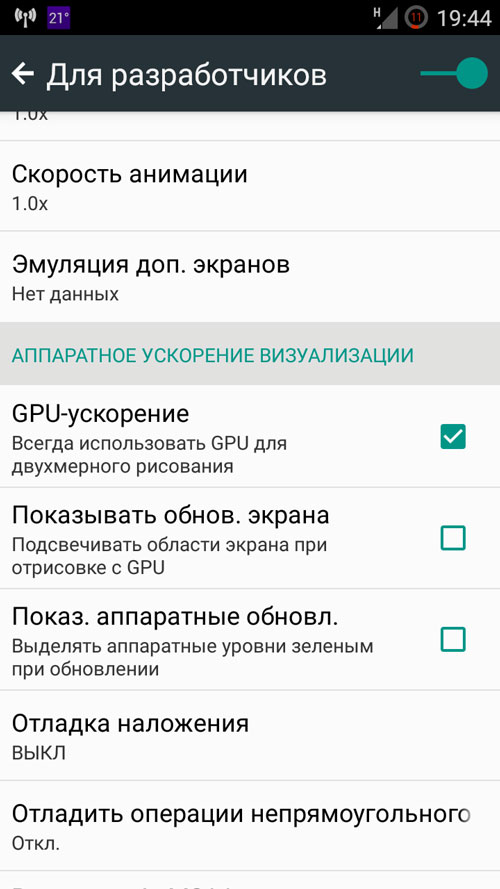 21°
H
11
19:44
Для разработчиков
1.0x
Скорость анимации
1.0x
Эмуляция доп. экранов
Нет данных
АППАРАТНОЕ УСКОРЕНИЕ ВИЗУАЛИЗАЦИИ
GPU-ускорение
Всегда использовать GPU для
двухмерного рисования
Показывать обнов. экрана
Подсвечивать области экрана при
отрисовке с GPU
Показ. аппаратные обновл.
Выделять аппаратные уровни зеленым
при обновлении
Отладка наложения
ВЫКЛ
Отладить операции непрямоугольного
Откл.